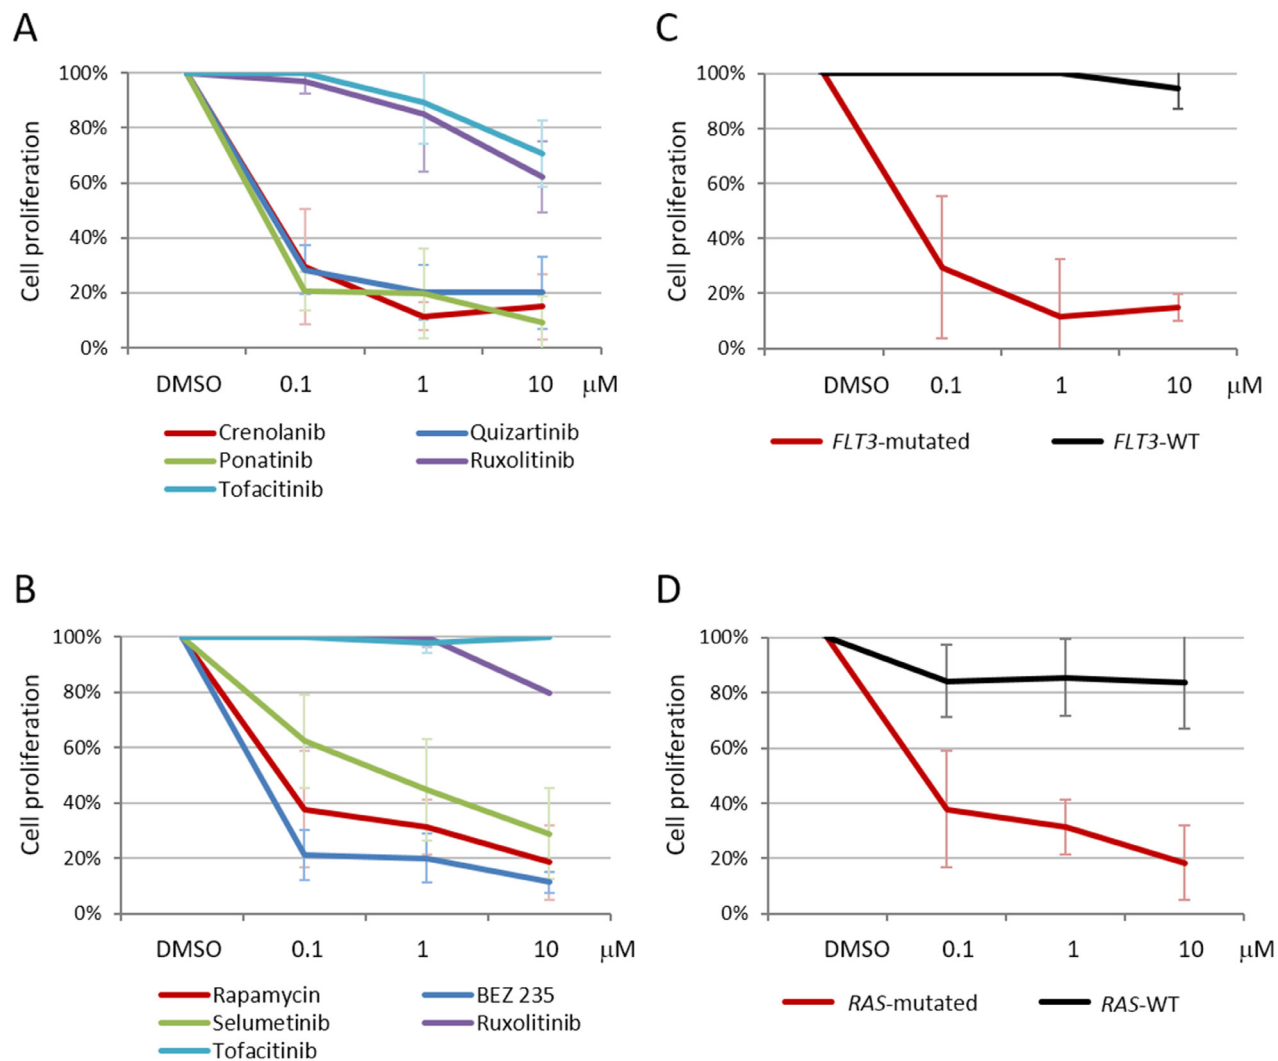 A
100%
80%
60%
40%
20%
0%
Cell proliferation
DMSO 0.1 1 10 µM
Crenolanib Quizartinib
Ponatinib Ruxolitinib
Tofacitinib
C
100%
80%
60%
40%
20%
0%
Cell proliferation
DMSO 0.1 1 10 µM
FLT3-mutated FLT3-WT
B
100%
80%
60%
40%
20%
0%
Cell proliferation
DMSO 0.1 1 10 µM
Rapamycin BEZ 235
Selumetinib Ruxolitinib
Tofacitinib
D
100%
80%
60%
40%
20%
0%
Cell proliferation
DMSO 0.1 1 10 µM
RAS-mutated RAS-WT